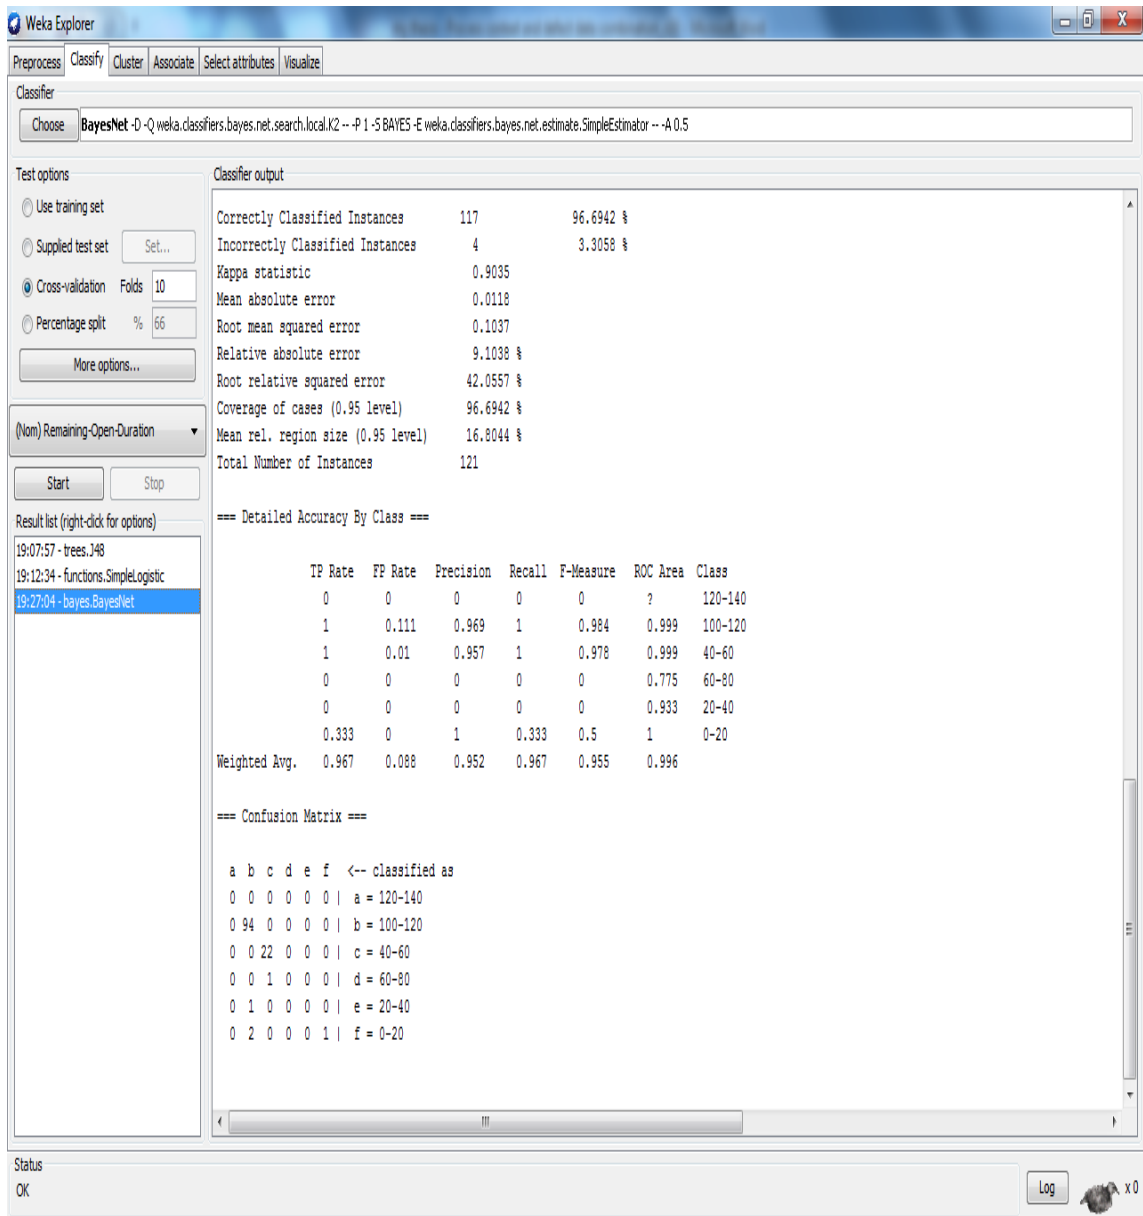 Weka Explorer
Preprocess Classify Cluster Associate Select attributes Visualize
Classifier
Choose BayesNet -D -Q weka.classifiers.bayes.net.search.local.K2 -- -P 1 -S BAYES -E weka.classifiers.bayes.net.estimate.SimpleEstimator -- -A 0.5
Test options
Use training set
Supplied test set Set...
Cross-validation Folds 10
Percentage split % 66
More options...
(Nom) Remaining-Open-Duration
Start Stop
Result list (right-click for options)
19:07:57 - trees.J48
19:12:34 - functions.SimpleLogistic
19:27:04 - bayes.BayesNet
Classifier output
Correctly Classified Instances 117 96.6942 %
Incorrectly Classified Instances 4 3.3058 %
Kappa statistic 0.9035
Mean absolute error 0.0118
Root mean squared error 0.1037
Relative absolute error 9.1038 %
Root relative squared error 42.0557 %
Coverage of cases (0.95 level) 96.6942 %
Mean rel. region size (0.95 level) 16.8044 %
Total Number of Instances 121
=== Detailed Accuracy By Class ===
TP Rate FP Rate Precision Recall F-Measure ROC Area Class
0 0 0 0 0 ? 120-140
1 0.111 0.969 1 0.984 0.999 100-120
1 0.01 0.957 1 0.978 0.999 40-60
0 0 0 0 0 0.775 60-80
0 0 0 0 0 0.933 20-40
0.333 0 1 0.333 0.5 1 0-20
Weighted Avg. 0.967 0.088 0.952 0.967 0.955 0.996
=== Confusion Matrix ===
a b c d e f <-- classified as
0 0 0 0 0 0 | a = 120-140
0 94 0 0 0 0 | b = 100-120
0 0 22 0 0 0 | c = 40-60
0 0 1 0 0 0 | d = 60-80
0 1 0 0 0 0 | e = 20-40
0 2 0 0 0 1 | f = 0-20
Status
OK
Log x 0